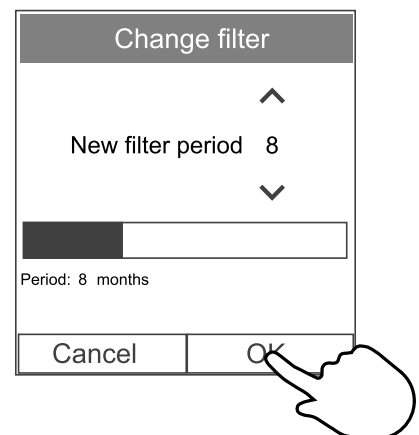 Change filter
New filter period 8
Period: 8 months
Cancel OK